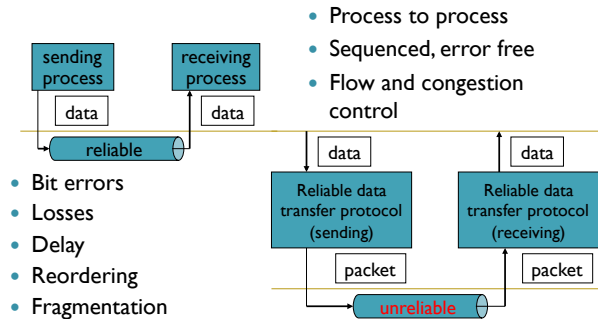 sending
process
receiving
process
data
data
reliable
• Process to process
• Sequenced, error free
• Flow and congestion
control
• Bit errors
• Losses
• Delay
• Reordering
• Fragmentation
data
data
Reliable data
transfer protocol
(sending)
Reliable data
transfer protocol
(receiving)
packet
packet
unreliable